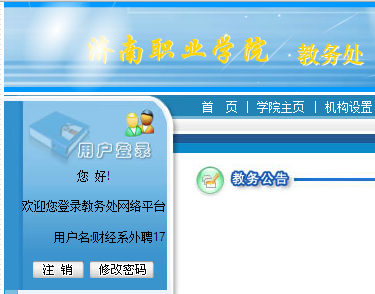 济南职业学院 教务处
首 页 | 学院主页 | 机构设置
用户登录
您 好!
欢迎您登录教务处网络平台
用户名:财经系外聘17
注 销 修改密码
教务公告